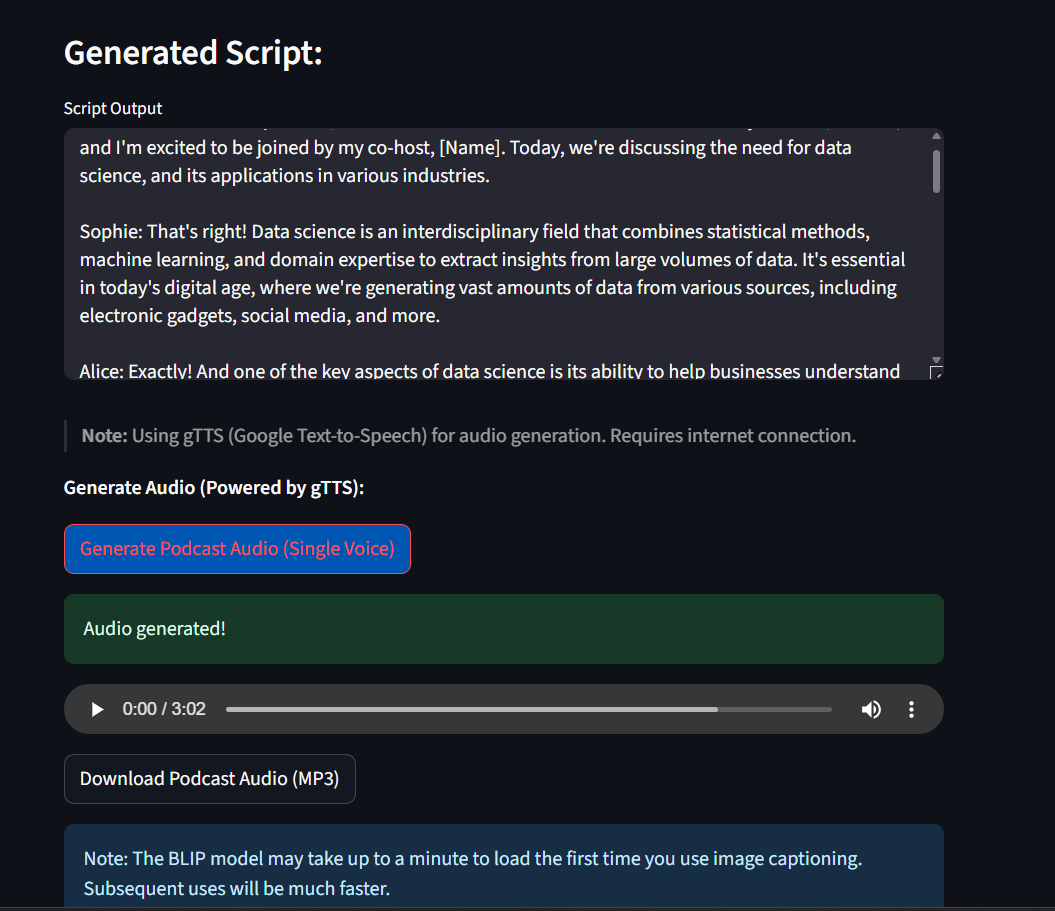 Generated Script:
Script Output
and I'm excited to be joined by my co-host, [Name]. Today, we're discussing the need for data
science, and its applications in various industries.
Sophie: That's right! Data science is an interdisciplinary field that combines statistical methods,
machine learning, and domain expertise to extract insights from large volumes of data. It's essential
in today's digital age, where we're generating vast amounts of data from various sources, including
electronic gadgets, social media, and more.
Alice: Exactly! And one of the key aspects of data science is its ability to help businesses understand
Note: Using gTTS (Google Text-to-Speech) for audio generation. Requires internet connection.
Generate Audio (Powered by gTTS):
Generate Podcast Audio (Single Voice)
Audio generated!
0:00 / 3:02
Download Podcast Audio (MP3)
Note: The BLIP model may take up to a minute to load the first time you use image captioning.
Subsequent uses will be much faster.